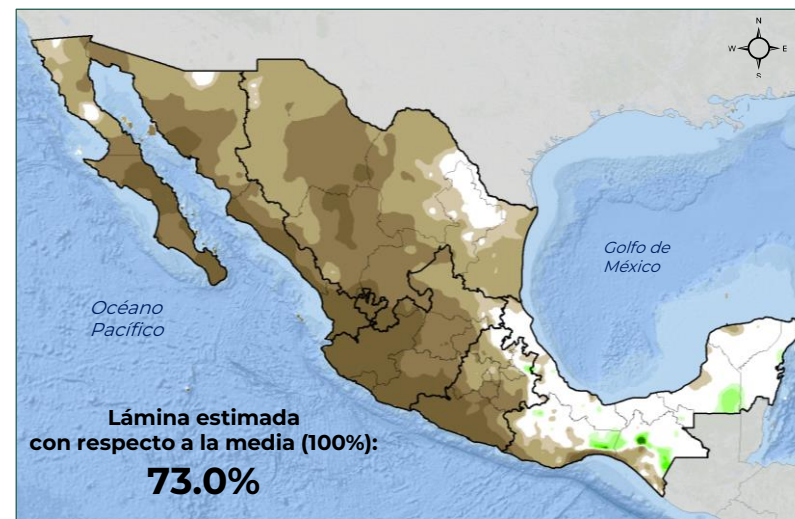 N
W E
S
Golfo de
México
Océano
Pacífico
Lámina estimada
con respecto a la media (100%):
73.0%